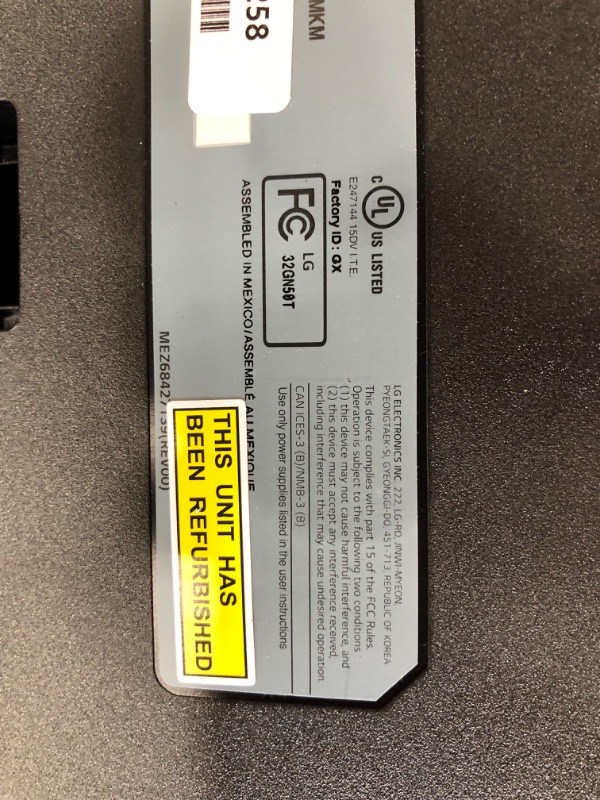 258
MKM
C UL US LISTED
E247144 15DV I.T.E.
Factory ID : GX
FC LG
32GN50T
ASSEMBLED IN MEXICO/ASSEMBLÉ AU MEXIQUE
LG ELECTRONICS INC. 222, LG-RO, JINWI-MYEON,
PYEONGTAEK-SI, GYEONGGI-DO, 451-713, REPUBLIC OF KOREA
This device complies with part 15 of the FCC Rules.
Operation is subject to the following two conditions :
(1) this device may not cause harmful interference, and
(2) this device must accept any interference received,
including interference that may cause undesired operation.
CAN ICES-3 (B)/NMB-3 (B)
Use only power supplies listed in the user instructions
(REV00)
THIS UNIT HAS
BEEN REFURBISHED